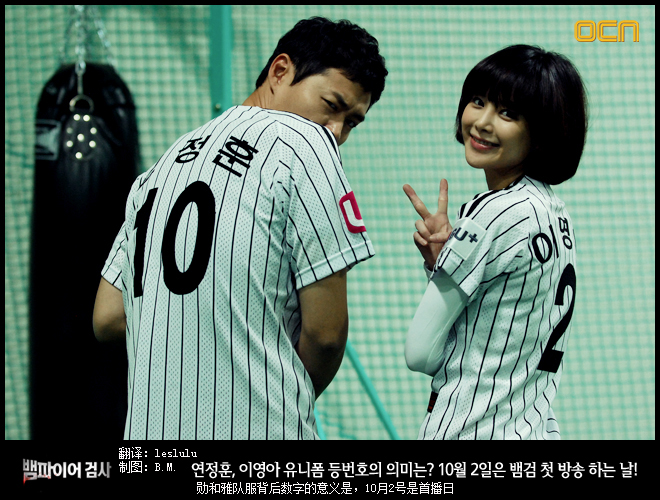 OCN
정훈
10
U+
이영
2
翻译：leslulu
制图：B.M.
뱀파이어 검사
연정훈, 이영아 유니폼 등번호의 의미는? 10월 2일은 뱀검 첫 방송 하는 날!
勋和雅队服背后数字的意义是，10月2号是首播日